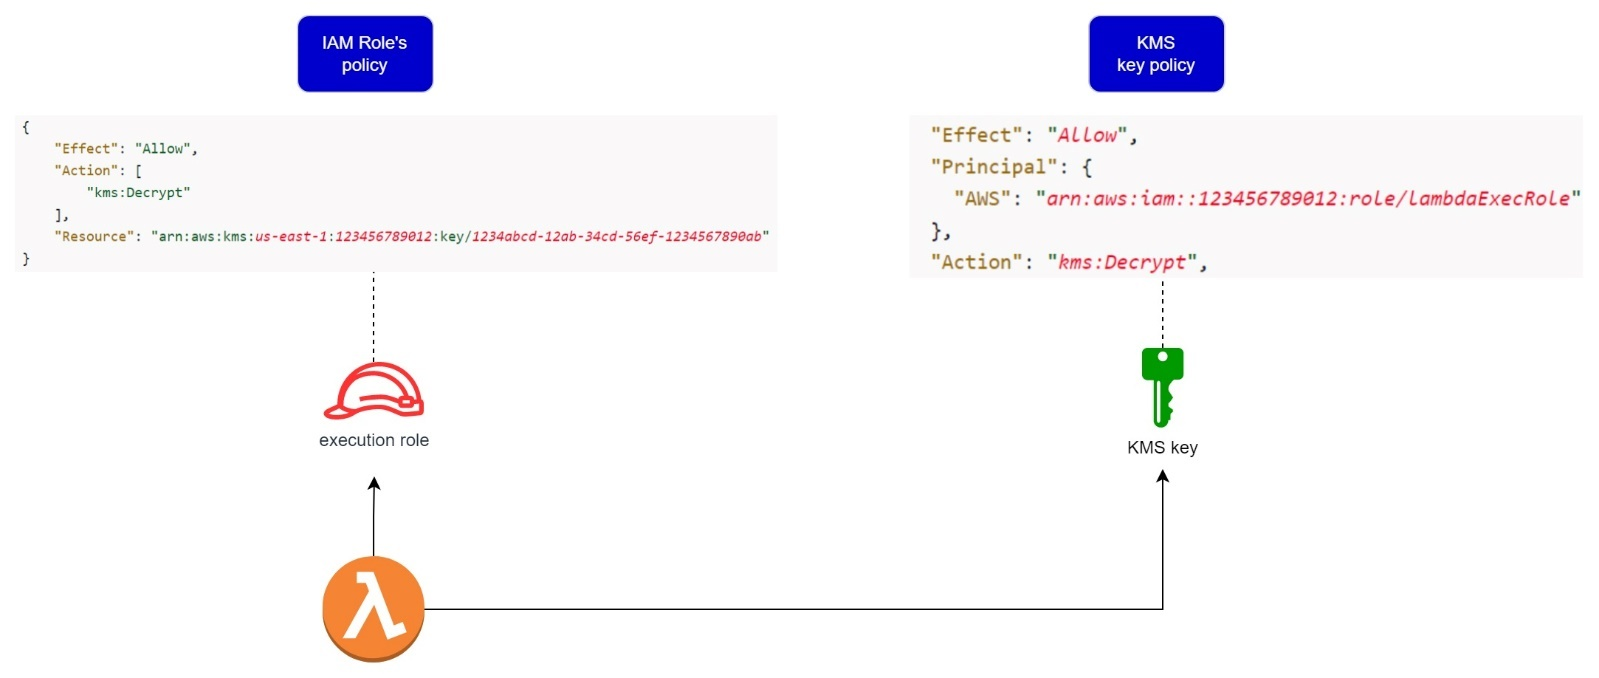 IAM Role's
policy
{
"Effect": "Allow",
"Action": [
"kms:Decrypt"
],
"Resource": "arn:aws:kms:us-east-1:123456789012:key/1234abcd-12ab-34cd-56ef-1234567890ab"
}
execution role
KMS
key policy
"Effect": "Allow",
"Principal": {
"AWS": "arn:aws:iam::123456789012:role/lambdaExecRole"
},
"Action": "kms:Decrypt",
KMS key